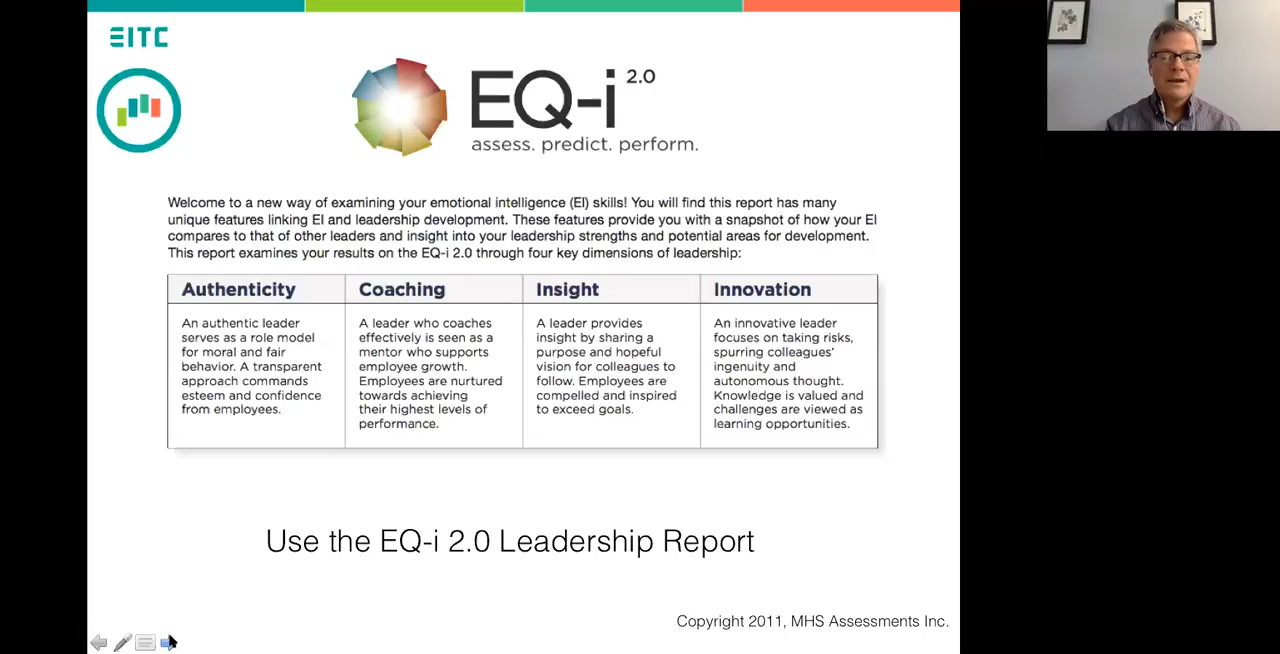 EITC
EQ-i 2.0
assess. predict. perform.
Welcome to a new way of examining your emotional intelligence (EI) skills! You will find this report has many
unique features linking EI and leadership development. These features provide you with a snapshot of how your EI
compares to that of other leaders and insight into your leadership strengths and potential areas for development.
This report examines your results on the EQ-i 2.0 through four key dimensions of leadership:
Authenticity
An authentic leader
serves as a role model
for moral and fair
behavior. A transparent
approach commands
esteem and confidence
from employees.
Coaching
A leader who coaches
effectively is seen as a
mentor who supports
employee growth.
Employees are nurtured
towards achieving
their highest levels of
performance.
Insight
A leader provides
insight by sharing a
purpose and hopeful
vision for colleagues to
follow. Employees are
compelled and inspired
to exceed goals.
Innovation
An innovative leader
focuses on taking risks,
spurring colleagues'
ingenuity and
autonomous thought.
Knowledge is valued and
challenges are viewed as
learning opportunities.
Use the EQ-i 2.0 Leadership Report
Copyright 2011, MHS Assessments Inc.